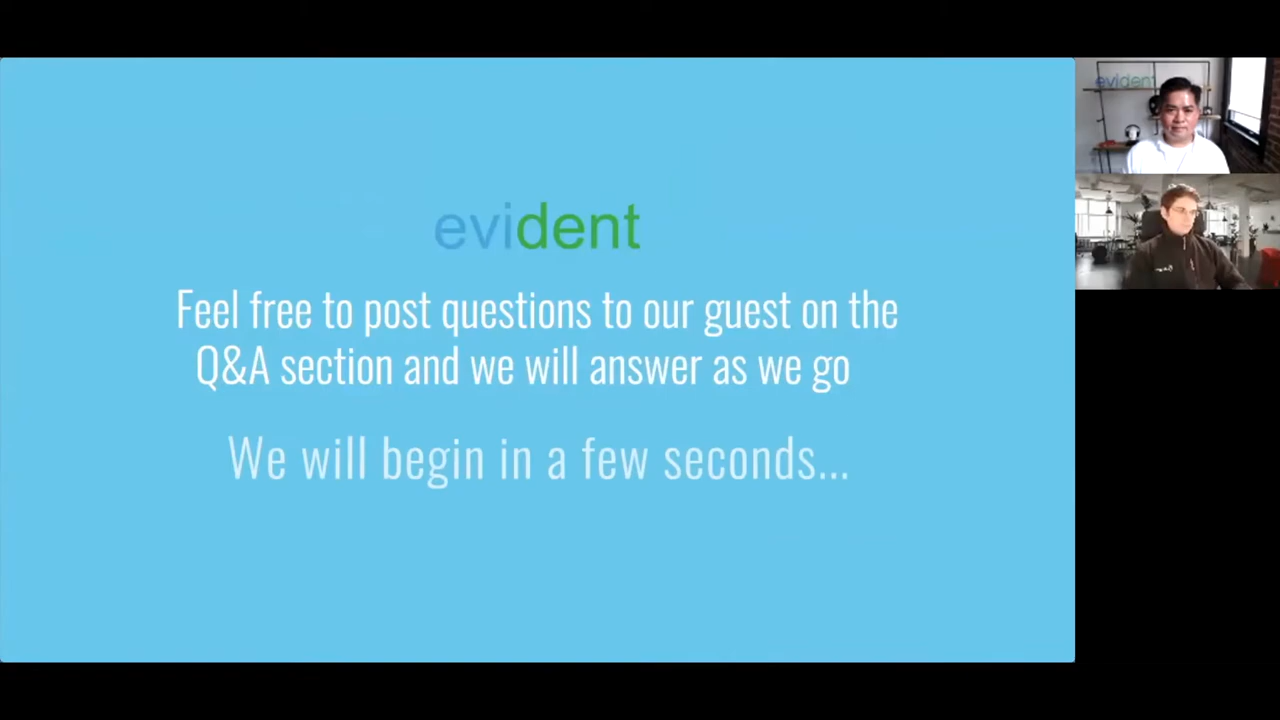 evident
Feel free to post questions to our guest on the
Q&A section and we will answer as we go
We will begin in a few seconds...
evident